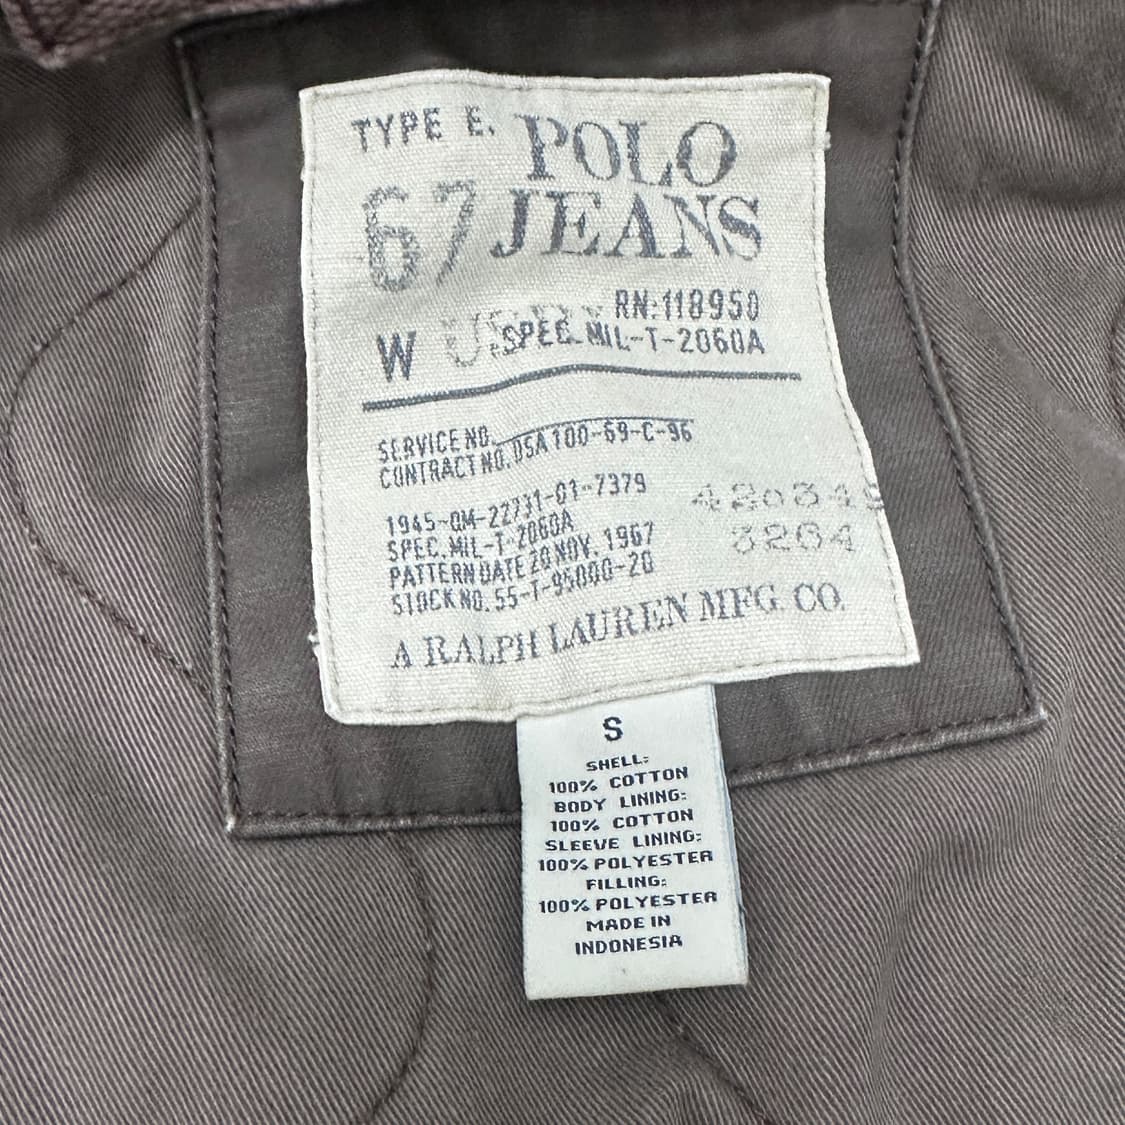 TYPE E. POLO
67 JEANS
RN:118950
W SPEC. MIL-T-2060A
SERVICE NO.
CONTRACT NO. DSA 100-69-C-96
1945-QM-22731-01-7379
SPEC. MIL-T-2060A
PATTERN DATE 20 NOV. 1967
STOCK NO. 55-T-95000-20
3264
A RALPH LAUREN MFG. CO.
S
SHELL:
100% COTTON
BODY LINING:
100% COTTON
SLEEVE LINING:
100% POLYESTER
FILLING:
100% POLYESTER
MADE IN
INDONESIA